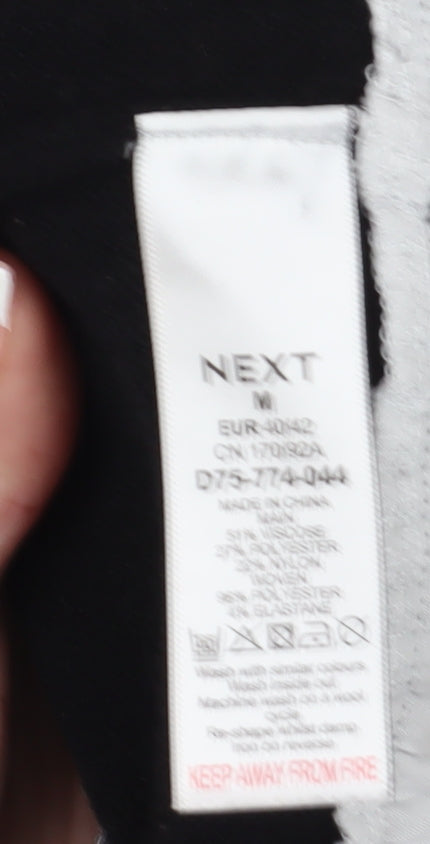 NEXT
M
EUR 40/42
CN 170/92A
D75-774-044
MADE IN CHINA
MAIN
51% VISCOSE
27% POLYESTER
22% NYLON
WOVEN
96% POLYESTER
4% ELASTANE
Wash with similar colours
Wash inside out.
Machine wash on a wool
cycle.
Re-shape whilst damp
Iron on reverse.
KEEP AWAY FROM FIRE